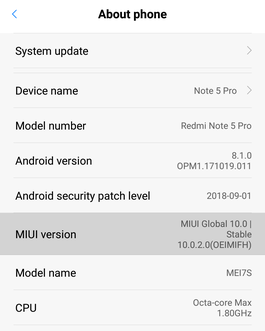 About phone
System update
Device name
Note 5 Pro
Model number
Redmi Note 5 Pro
Android version
8.1.0
OPM1.171019.011
Android security patch level
2018-09-01
MIUI version
MIUI Global 10.0 |
Stable
10.0.2.0(OEIMIFH)
Model name
MEI7S
CPU
Octa-core Max
1.80GHz